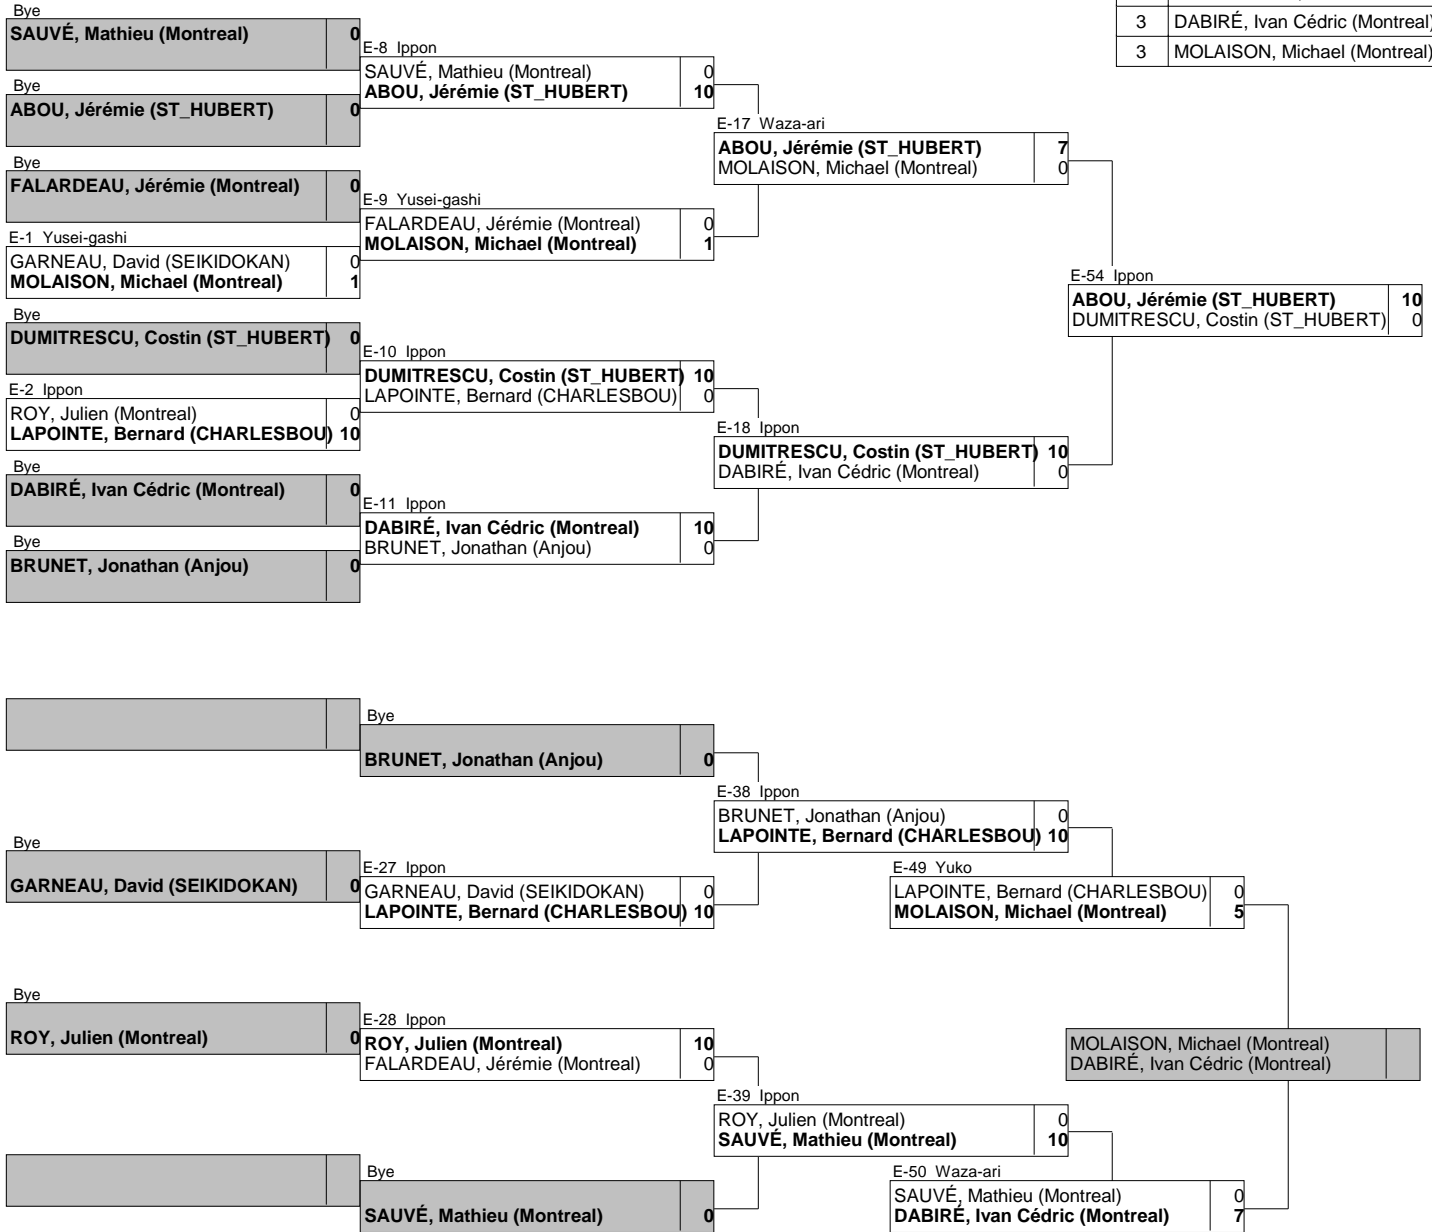 3 DABIRÉ, Ivan Cédric (Montreal)
3 MOLAISON, Michael (Montreal)
Bye
SAUVÉ, Mathieu (Montreal) 0
Bye
ABOU, Jérémie (ST_HUBERT) 0
Bye
FALARDEAU, Jérémie (Montreal) 0
E-1 Yusei-gashi
GARNEAU, David (SEIKIDOKAN) 0
MOLAISON, Michael (Montreal) 1
Bye
DUMITRESCU, Costin (ST_HUBERT) 0
E-2 Ippon
ROY, Julien (Montreal) 0
LAPOINTE, Bernard (CHARLESBOU) 10
Bye
DABIRÉ, Ivan Cédric (Montreal) 0
Bye
BRUNET, Jonathan (Anjou) 0
E-8 Ippon
SAUVÉ, Mathieu (Montreal) 0
ABOU, Jérémie (ST_HUBERT) 10
E-9 Yusei-gashi
FALARDEAU, Jérémie (Montreal) 0
MOLAISON, Michael (Montreal) 1
E-10 Ippon
DUMITRESCU, Costin (ST_HUBERT) 10
LAPOINTE, Bernard (CHARLESBOU) 0
E-11 Ippon
DABIRÉ, Ivan Cédric (Montreal) 10
BRUNET, Jonathan (Anjou) 0
E-17 Waza-ari
ABOU, Jérémie (ST_HUBERT) 7
MOLAISON, Michael (Montreal) 0
E-18 Ippon
DUMITRESCU, Costin (ST_HUBERT) 10
DABIRÉ, Ivan Cédric (Montreal) 0
E-54 Ippon
ABOU, Jérémie (ST_HUBERT) 10
DUMITRESCU, Costin (ST_HUBERT) 0
Bye
BRUNET, Jonathan (Anjou) 0
Bye
GARNEAU, David (SEIKIDOKAN) 0
E-27 Ippon
GARNEAU, David (SEIKIDOKAN) 0
LAPOINTE, Bernard (CHARLESBOU) 10
E-38 Ippon
BRUNET, Jonathan (Anjou) 0
LAPOINTE, Bernard (CHARLESBOU) 10
E-49 Yuko
LAPOINTE, Bernard (CHARLESBOU) 0
MOLAISON, Michael (Montreal) 5
Bye
ROY, Julien (Montreal) 0
E-28 Ippon
ROY, Julien (Montreal) 10
FALARDEAU, Jérémie (Montreal) 0
E-39 Ippon
ROY, Julien (Montreal) 0
SAUVÉ, Mathieu (Montreal) 10
Bye
SAUVÉ, Mathieu (Montreal) 0
E-50 Waza-ari
SAUVÉ, Mathieu (Montreal) 0
DABIRÉ, Ivan Cédric (Montreal) 7
MOLAISON, Michael (Montreal)
DABIRÉ, Ivan Cédric (Montreal)